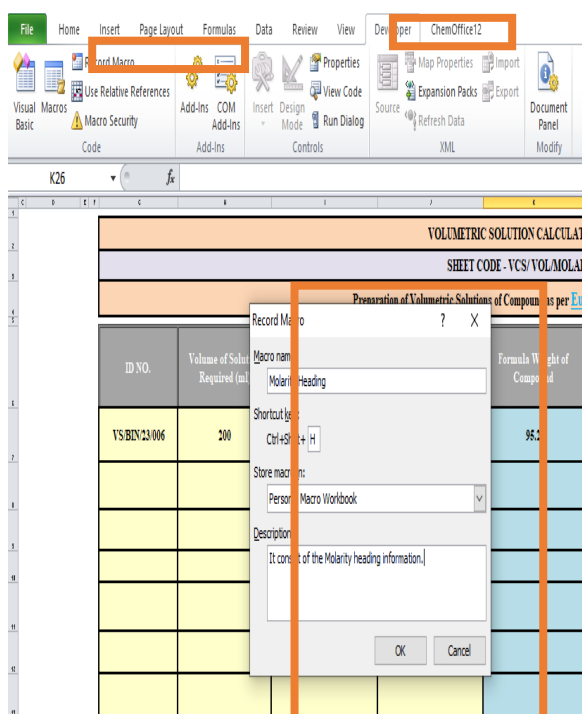 File Home Insert Page Layout Formulas Data Review View Developer ChemOffice12
Record Macro
Use Relative References
Macro Security
Visual Basic
Macros
Code
Add-Ins
COM Add-Ins
Add-Ins
Insert
Design Mode
Properties
View Code
Run Dialog
Controls
Source
Map Properties
Expansion Packs
Refresh Data
Import
Export
XML
Document Panel
Modify
K26
fx
VOLUMETRIC SOLUTION CALCULAT
SHEET CODE - VCS/ VOL/MOLA
Preparation of Volumetric Solutions of Compound as per Eu
ID NO.
Volume of Solut
Required (ml
Formula Weight of
Compound
VS/BIN/23/006
200
95.2
Record Macro ? X
Macro name:
Molarity Heading
Shortcut key:
Ctrl+Shift+ H
Store macro in:
Personal Macro Workbook
Description:
It consist of the Molarity heading information.
OK Cancel